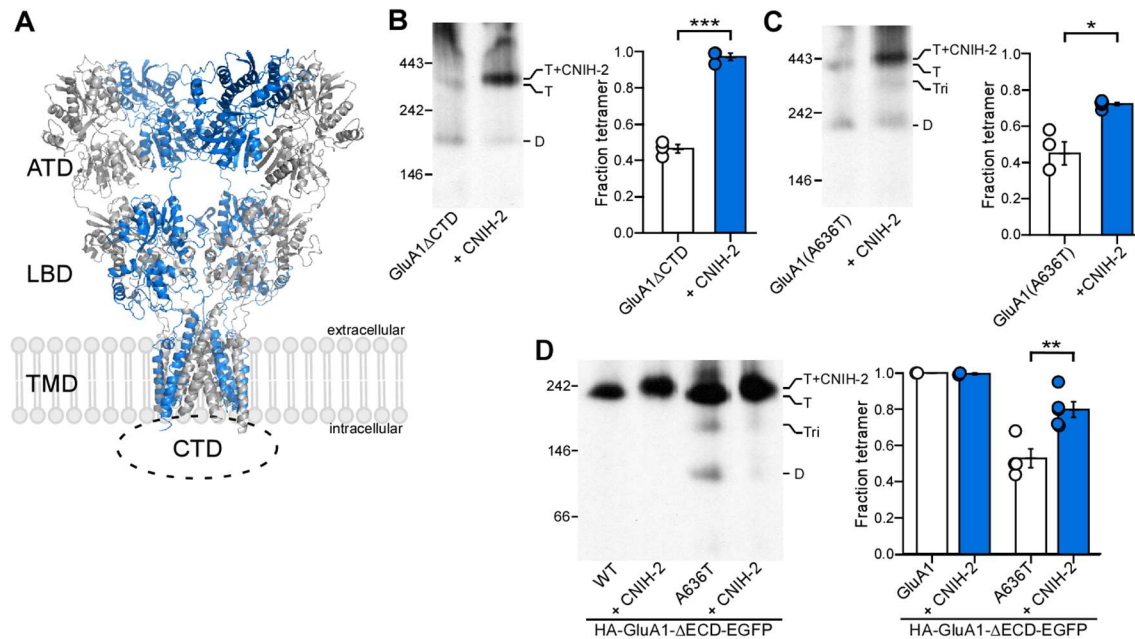 A
ATD
LBD
TMD
extracellular
intracellular
CTD
B
443
242
146
T+CNIH-2
T
D
GluA1ΔCTD
+ CNIH-2
Fraction tetramer
1.0
0.8
0.6
0.4
0.2
0.0
***
GluA1ΔCTD
+ CNIH-2
C
443
242
146
T+CNIH-2
T
Tri
D
GluA1(A636T)
+ CNIH-2
Fraction tetramer
1.0
0.8
0.6
0.4
0.2
0.0
*
GluA1(A636T)
+CNIH-2
D
242
146
66
T+CNIH-2
T
Tri
D
WT
+ CNIH-2
A636T
+ CNIH-2
HA-GluA1-ΔECD-EGFP
Fraction tetramer
1.0
0.8
0.6
0.4
0.2
0.0
**
GluA1
+ CNIH-2
A636T
+ CNIH-2
HA-GluA1-ΔECD-EGFP